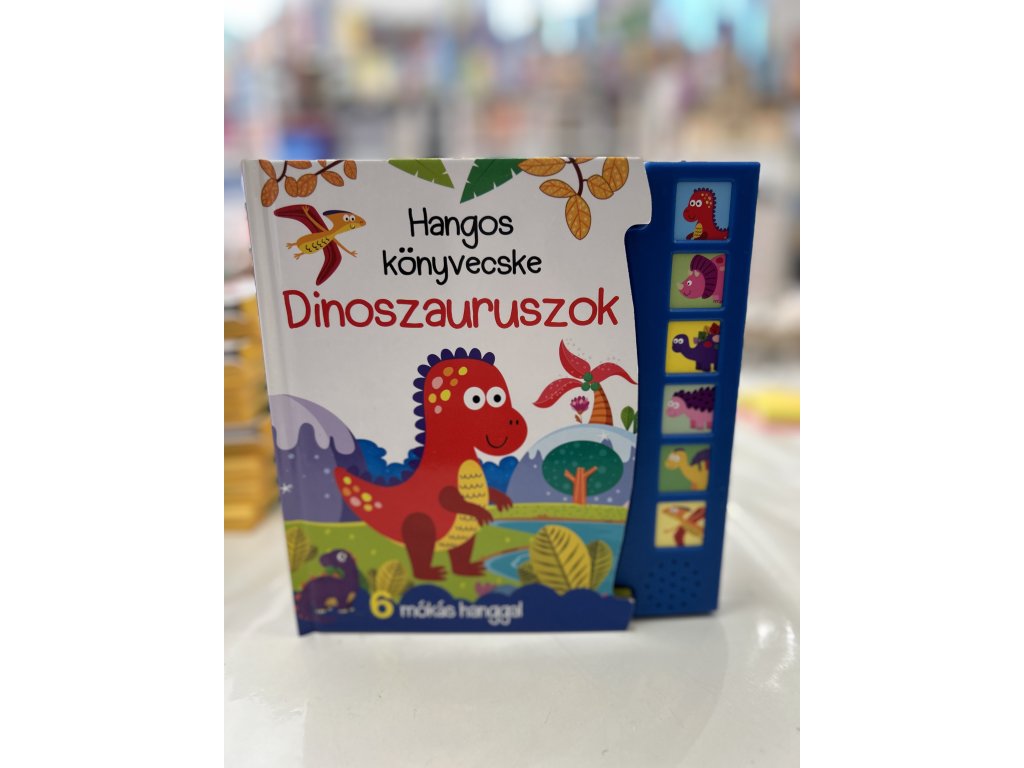 Hangos
könyvecske
Dinoszauruszok
6 mókás hanggal